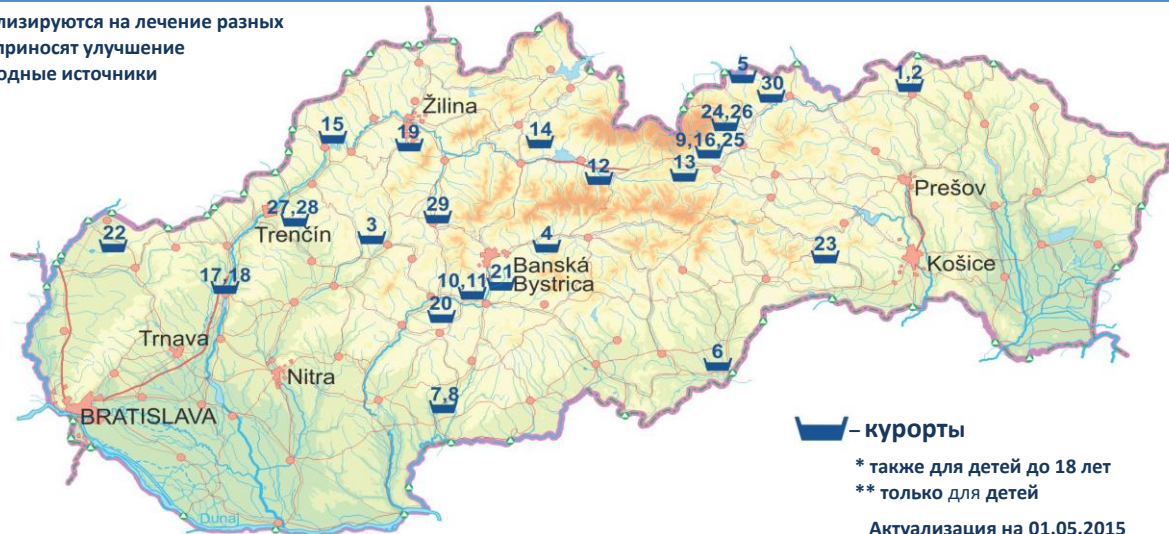 лизируются на лечение разных
приносят улучшение
одные источники
5
1,2
30
Žilina
24,26
15
19
14
9,16,25
12
13
Prešov
27,28
29
Trenčín
3
22
4
23
Košice
Banská
Bystrica
21
17,18
10,11
20
Trnava
6
Nitra
7,8
BRATISLAVA
– курорты
* также для детей до 18 лет
** только для детей
Dunaj
Актуализация на 01.05.2015